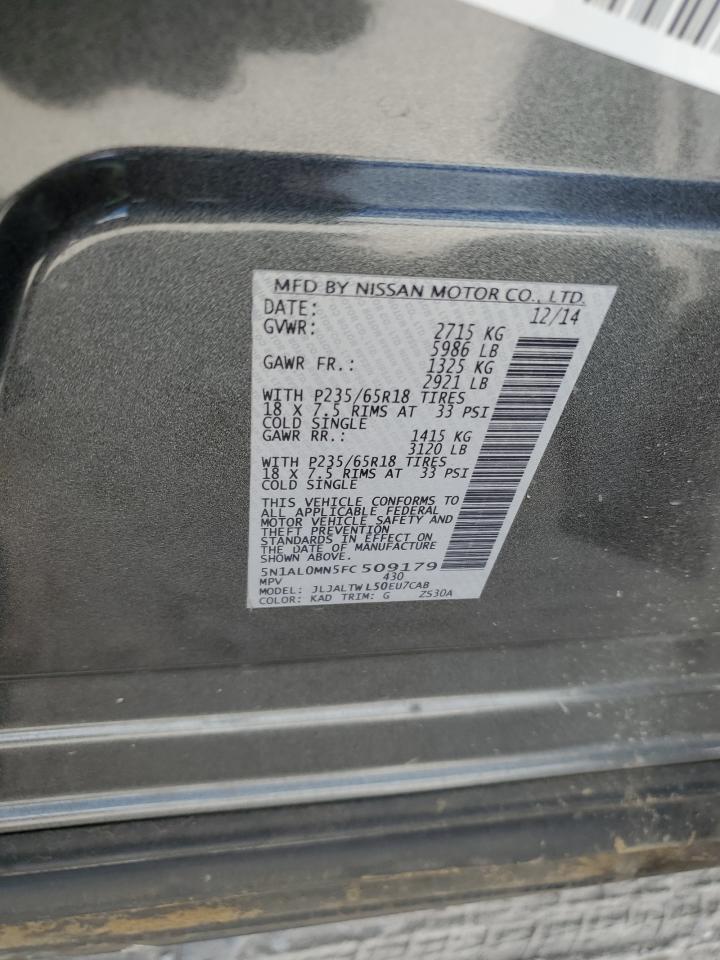 MFD BY NISSAN MOTOR CO., LTD.
DATE: 12/14
GVWR: 2715 KG
5986 LB
GAWR FR.: 1325 KG
2921 LB
WITH P235/65R18 TIRES
18 X 7.5 RIMS AT 33 PSI
COLD SINGLE
GAWR RR.: 1415 KG
3120 LB
WITH P235/65R18 TIRES
18 X 7.5 RIMS AT 33 PSI
COLD SINGLE
THIS VEHICLE CONFORMS TO
ALL APPLICABLE FEDERAL
MOTOR VEHICLE SAFETY AND
THEFT PREVENTION
STANDARDS IN EFFECT ON
THE DATE OF MANUFACTURE
SHOWN ABOVE.
5N1AL0MN5FC509179
MPV 430
MODEL: JLJALTWL50EU7CAB
COLOR: KAD TRIM: G ZS30A